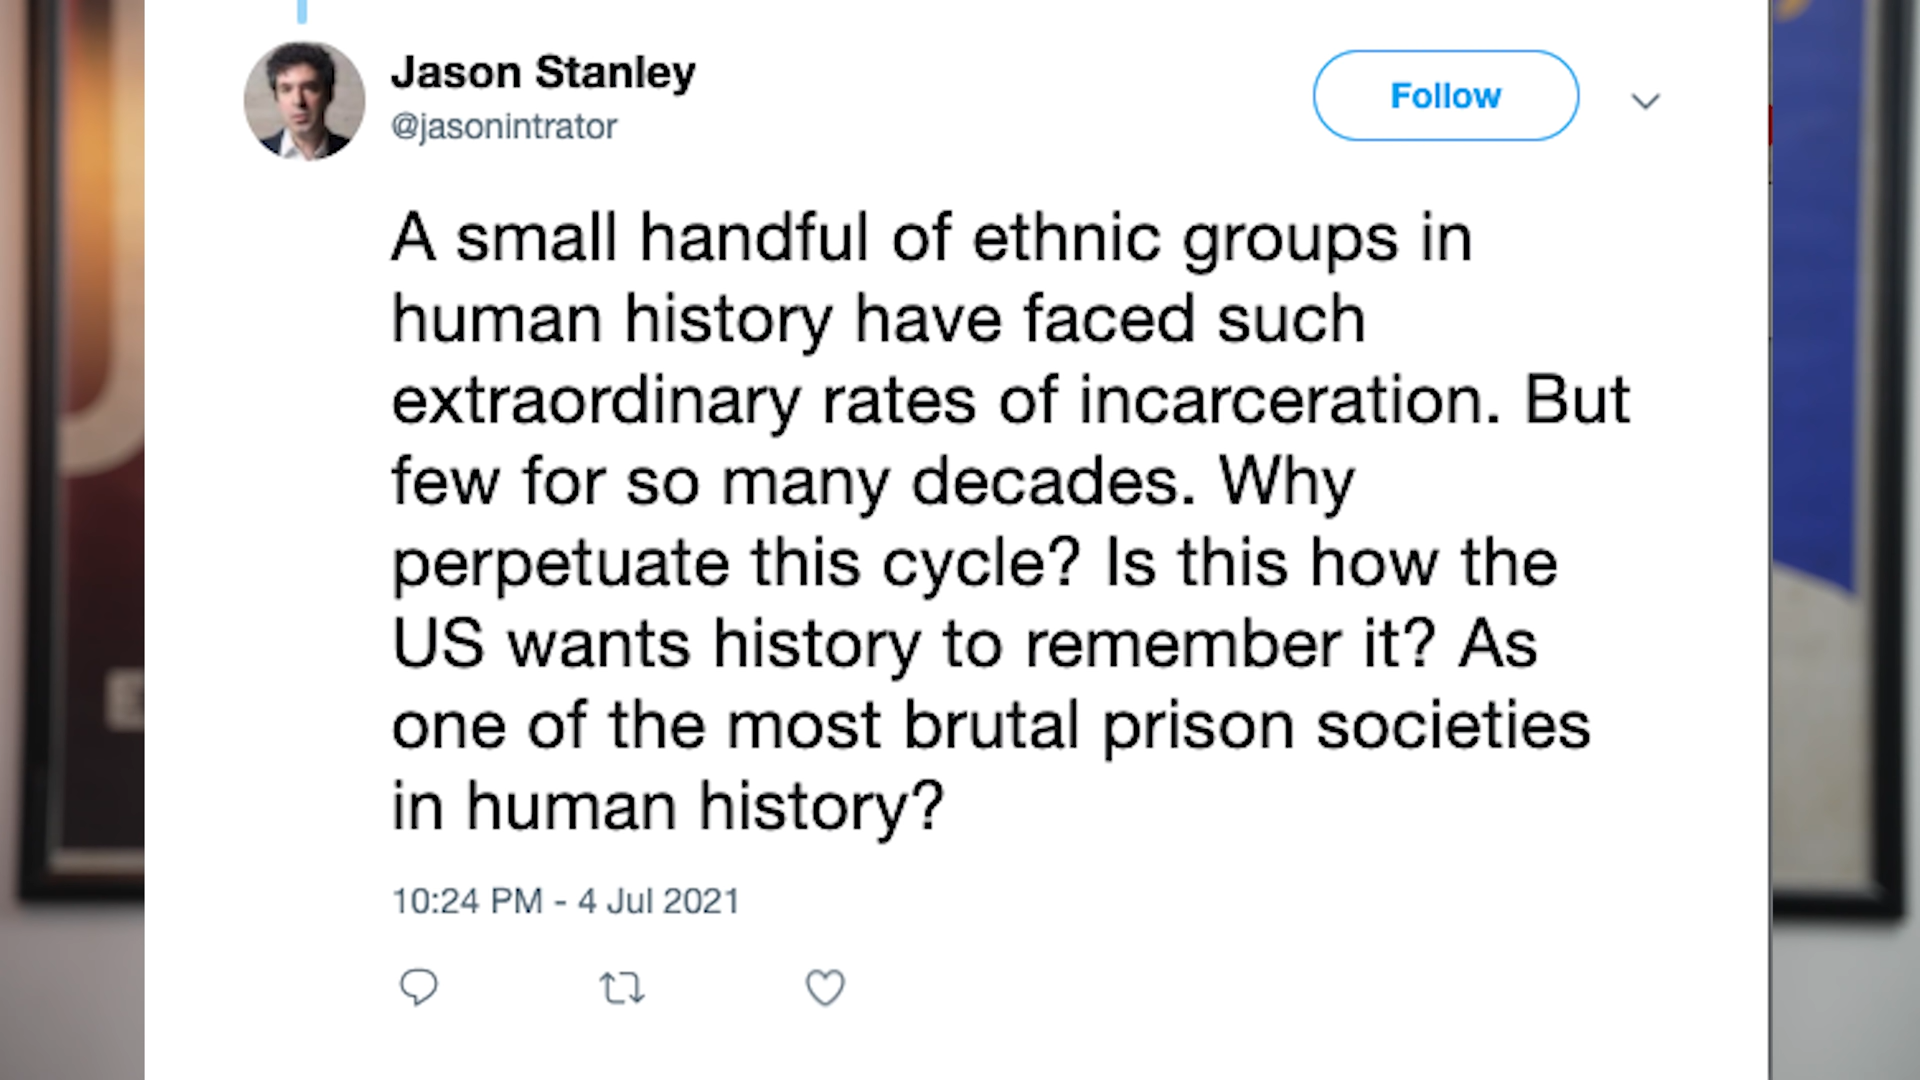 Jason Stanley
@jasonintrator
Follow
A small handful of ethnic groups in
human history have faced such
extraordinary rates of incarceration. But
few for so many decades. Why
perpetuate this cycle? Is this how the
US wants history to remember it? As
one of the most brutal prison societies
in human history?
10:24 PM - 4 Jul 2021